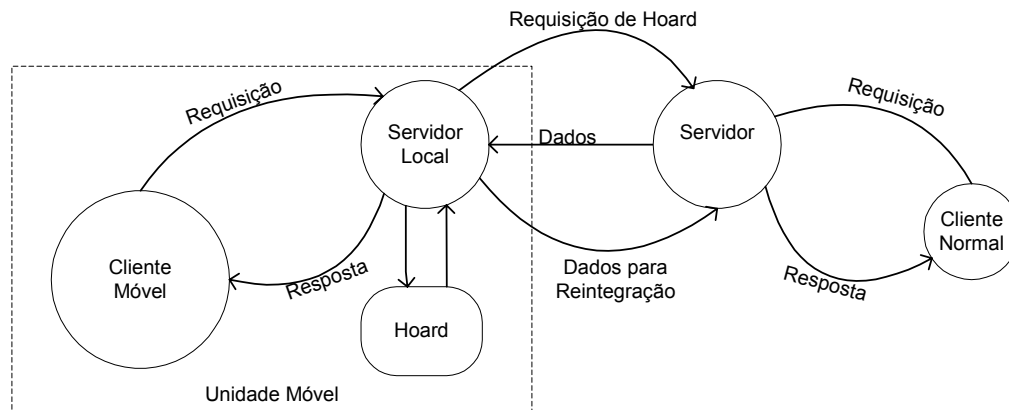 Requisição de Hoard
Requisição
Servidor
Local
Dados
Servidor
Requisição
Cliente
Móvel
Resposta
Hoard
Dados para
Reintegração
Cliente
Normal
Resposta
Unidade Móvel